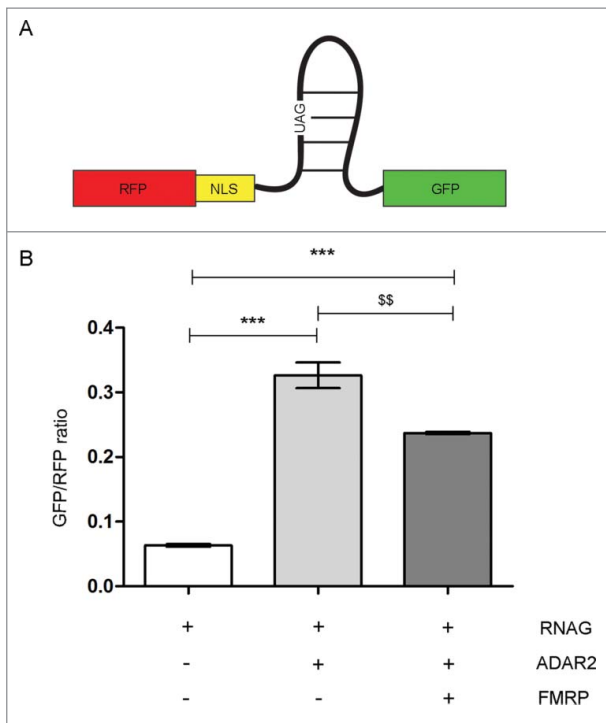 A
UAG
RFP NLS GFP
B
***
$$
***
0.4
0.3
0.2
0.1
0.0
GFP/RFP ratio
+ + + RNAG
- + + ADAR2
- - + FMRP